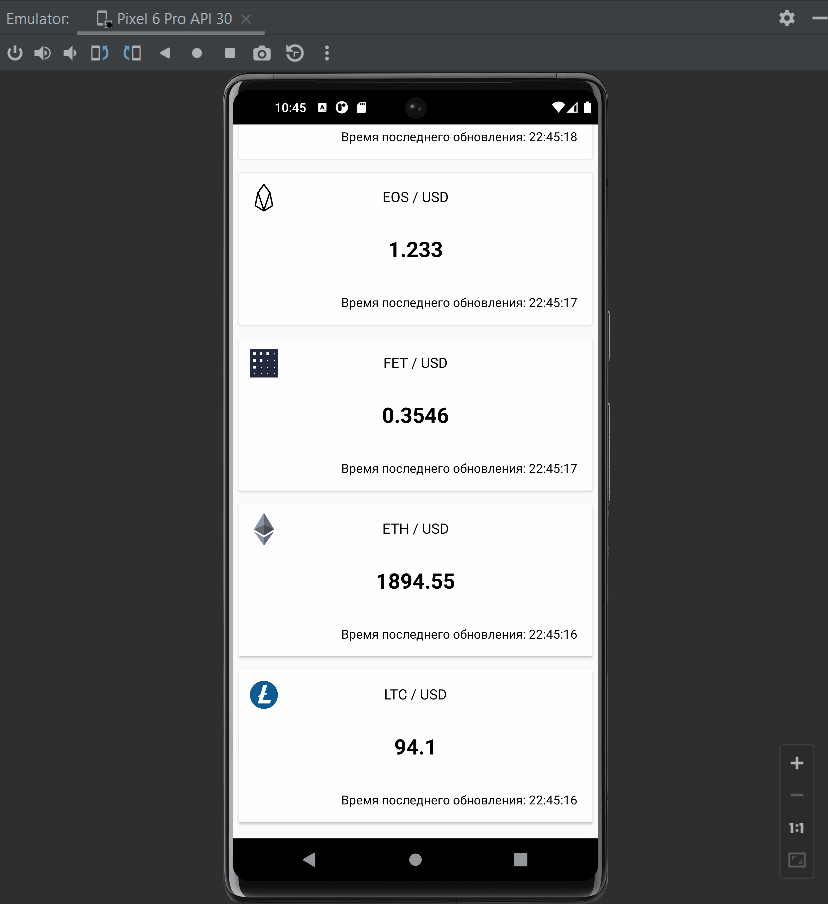 Emulator: Pixel 6 Pro API 30
10:45
Время последнего обновления: 22:45:18
EOS / USD
1.233
Время последнего обновления: 22:45:17
FET / USD
0.3546
Время последнего обновления: 22:45:17
ETH / USD
1894.55
Время последнего обновления: 22:45:16
LTC / USD
94.1
Время последнего обновления: 22:45:16
1:1